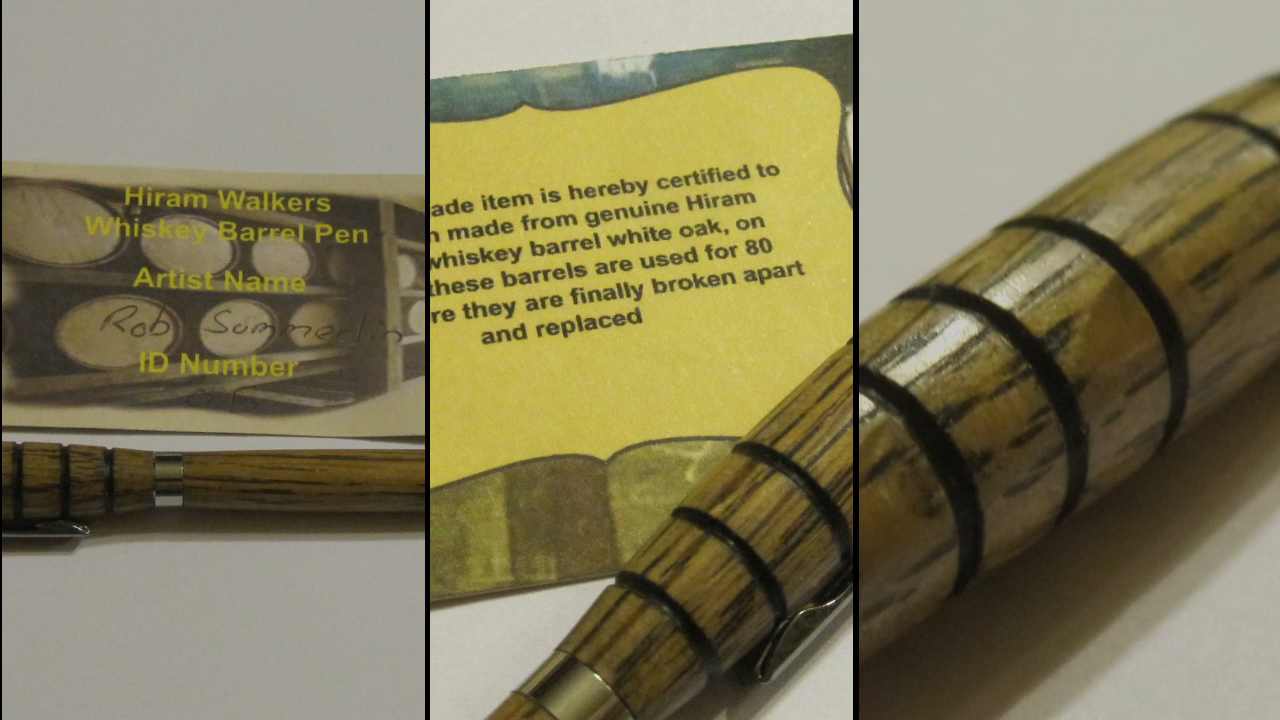 Hiram Walkers
Whiskey Barrel Pen
Artist Name
Rob Sommerlin
ID Number
ade item is hereby certified to
made from genuine Hiram
whiskey barrel white oak, on
these barrels are used for 80
re they are finally broken apart
and replaced